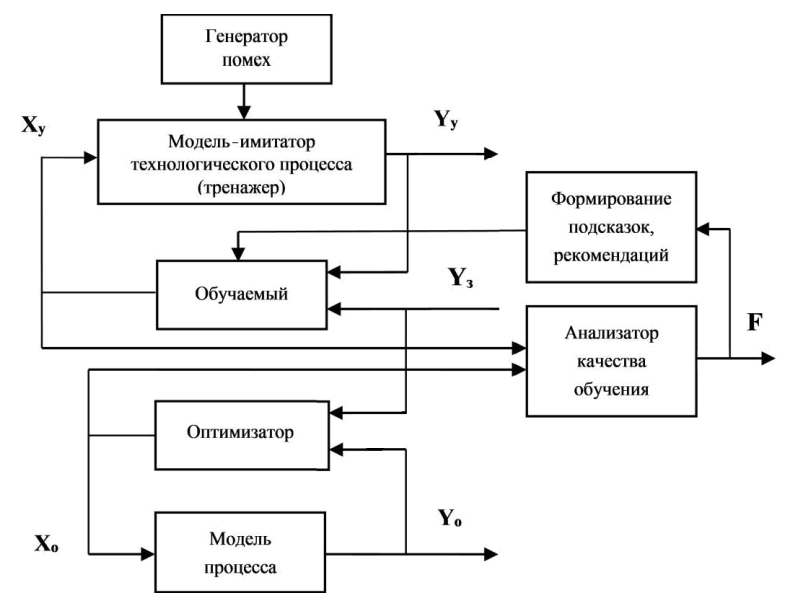 Генератор
помех
Xу
Yу
Модель-имитатор
технологического процесса
(тренажер)
Формирование
подсказок,
рекомендаций
Обучаемый
Yз
F
Анализатор
качества
обучения
Оптимизатор
Xо
Yо
Модель
процесса